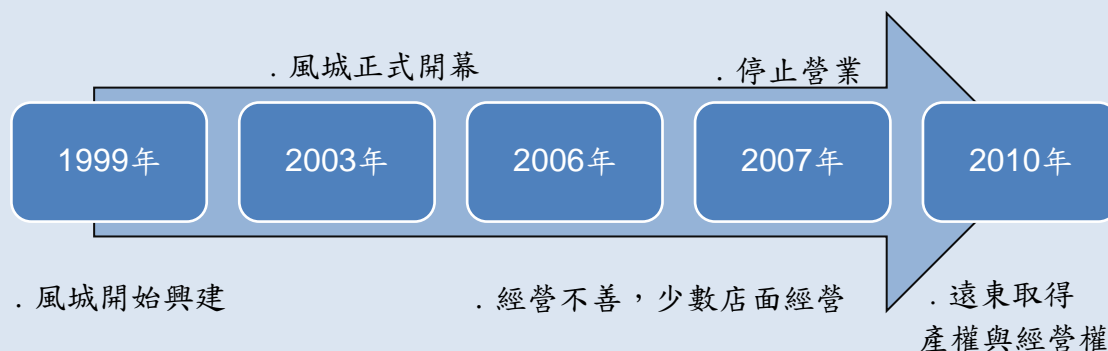 . 風城正式開幕
. 停止營業
1999年
2003年
2006年
2007年
2010年
. 風城開始興建
. 經營不善，少數店面經營
. 遠東取得
產權與經營權